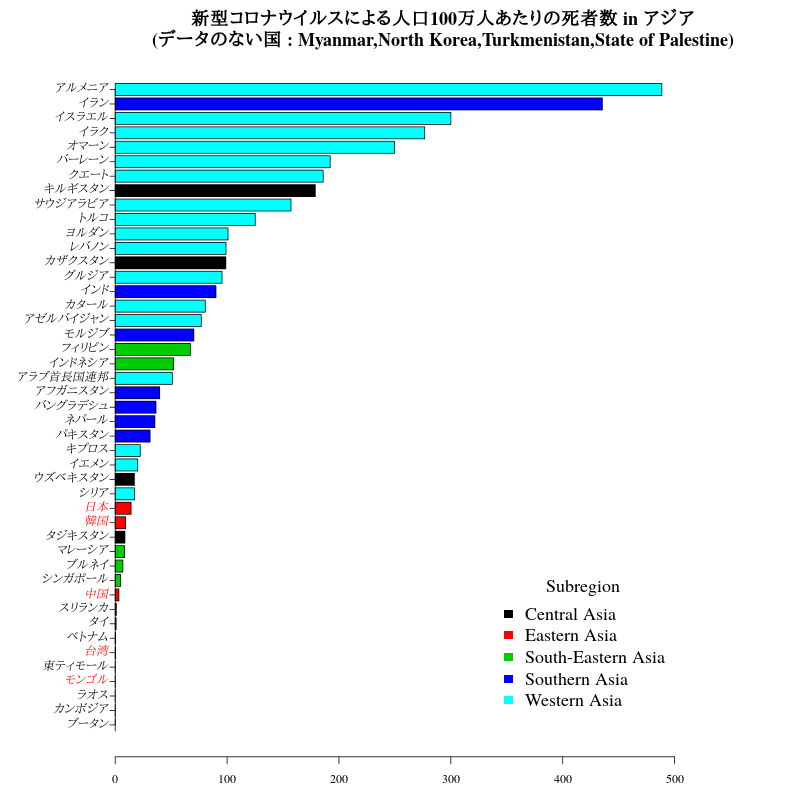 新型コロナウイルスによる人口100万人あたりの死者数 in アジア
(データのない国 : Myanmar,North Korea,Turkmenistan,State of Palestine)
アルメニア
イラン
イスラエル
イラク
オマーン
バーレーン
クエート
キルギスタン
サウジアラビア
トルコ
ヨルダン
レバノン
カザクスタン
グルジア
インド
カタール
アゼルバイジャン
モルジブ
フィリピン
インドネシア
アラブ首長国連邦
アフガニスタン
バングラデシュ
ネパール
パキスタン
キプロス
イエメン
ウズベキスタン
シリア
日本
韓国
タジキスタン
マレーシア
ブルネイ
シンガポール
中国
スリランカ
タイ
ベトナム
台湾
東ティモール
モンゴル
ラオス
カンボジア
ブータン
Subregion
Central Asia
Eastern Asia
South-Eastern Asia
Southern Asia
Western Asia
0 100 200 300 400 500